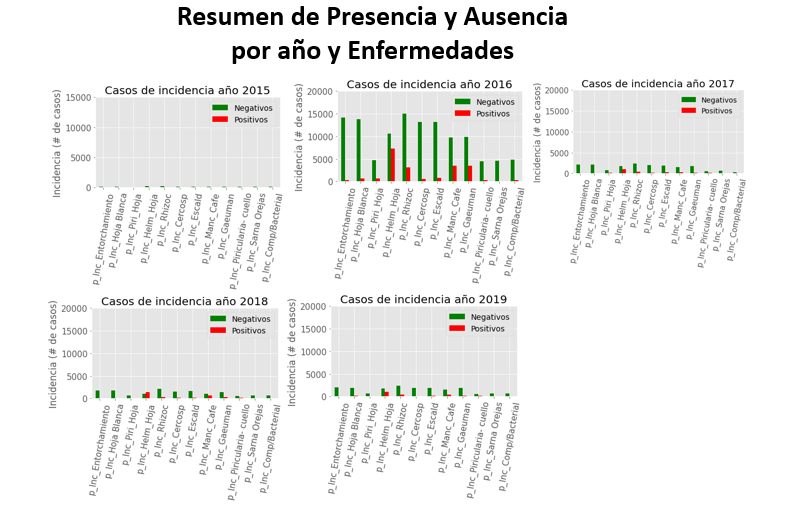 Resumen de Presencia y Ausencia
por año y Enfermedades
Casos de incidencia año 2015
Incidencia (# de casos)
15000
10000
5000
0
Negativos
Positivos
p_Inc_Entorchamiento
p_Inc_Hoja Blanca
p_Inc_Piri_Hoja
p_Inc_Helm_Hoja
p_Inc_Rhizoc
p_Inc_Cercosp
p_Inc_Escald
p_Inc_Manc_Cafe
p_Inc_Gaeuman
p_Inc_Piricularia- cuello
p_Inc_Sarna Orejas
p_Inc_Comp/Bacterial
Casos de incidencia año 2016
Incidencia (# de casos)
20000
15000
10000
5000
0
Negativos
Positivos
p_Inc_Entorchamiento
p_Inc_Hoja Blanca
p_Inc_Piri_Hoja
p_Inc_Helm_Hoja
p_Inc_Rhizoc
p_Inc_Cercosp
p_Inc_Escald
p_Inc_Manc_Cafe
p_Inc_Gaeuman
p_Inc_Piricularia- cuello
p_Inc_Sarna Orejas
p_Inc_Comp/Bacterial
Casos de incidencia año 2017
Incidencia (# de casos)
20000
15000
10000
5000
0
Negativos
Positivos
p_Inc_Entorchamiento
p_Inc_Hoja Blanca
p_Inc_Piri_Hoja
p_Inc_Helm_Hoja
p_Inc_Rhizoc
p_Inc_Cercosp
p_Inc_Escald
p_Inc_Manc_Cafe
p_Inc_Gaeuman
p_Inc_Piricularia- cuello
p_Inc_Sarna Orejas
p_Inc_Comp/Bacterial
Casos de incidencia año 2018
Incidencia (# de casos)
20000
15000
10000
5000
0
Negativos
Positivos
p_Inc_Entorchamiento
p_Inc_Hoja Blanca
p_Inc_Piri_Hoja
p_Inc_Helm_Hoja
p_Inc_Rhizoc
p_Inc_Cercosp
p_Inc_Escald
p_Inc_Manc_Cafe
p_Inc_Gaeuman
p_Inc_Piricularia- cuello
p_Inc_Sarna Orejas
p_Inc_Comp/Bacterial
Casos de incidencia año 2019
Incidencia (# de casos)
20000
15000
10000
5000
0
Negativos
Positivos
p_Inc_Entorchamiento
p_Inc_Hoja Blanca
p_Inc_Piri_Hoja
p_Inc_Helm_Hoja
p_Inc_Rhizoc
p_Inc_Cercosp
p_Inc_Escald
p_Inc_Manc_Cafe
p_Inc_Gaeuman
p_Inc_Piricularia- cuello
p_Inc_Sarna Orejas
p_Inc_Comp/Bacterial